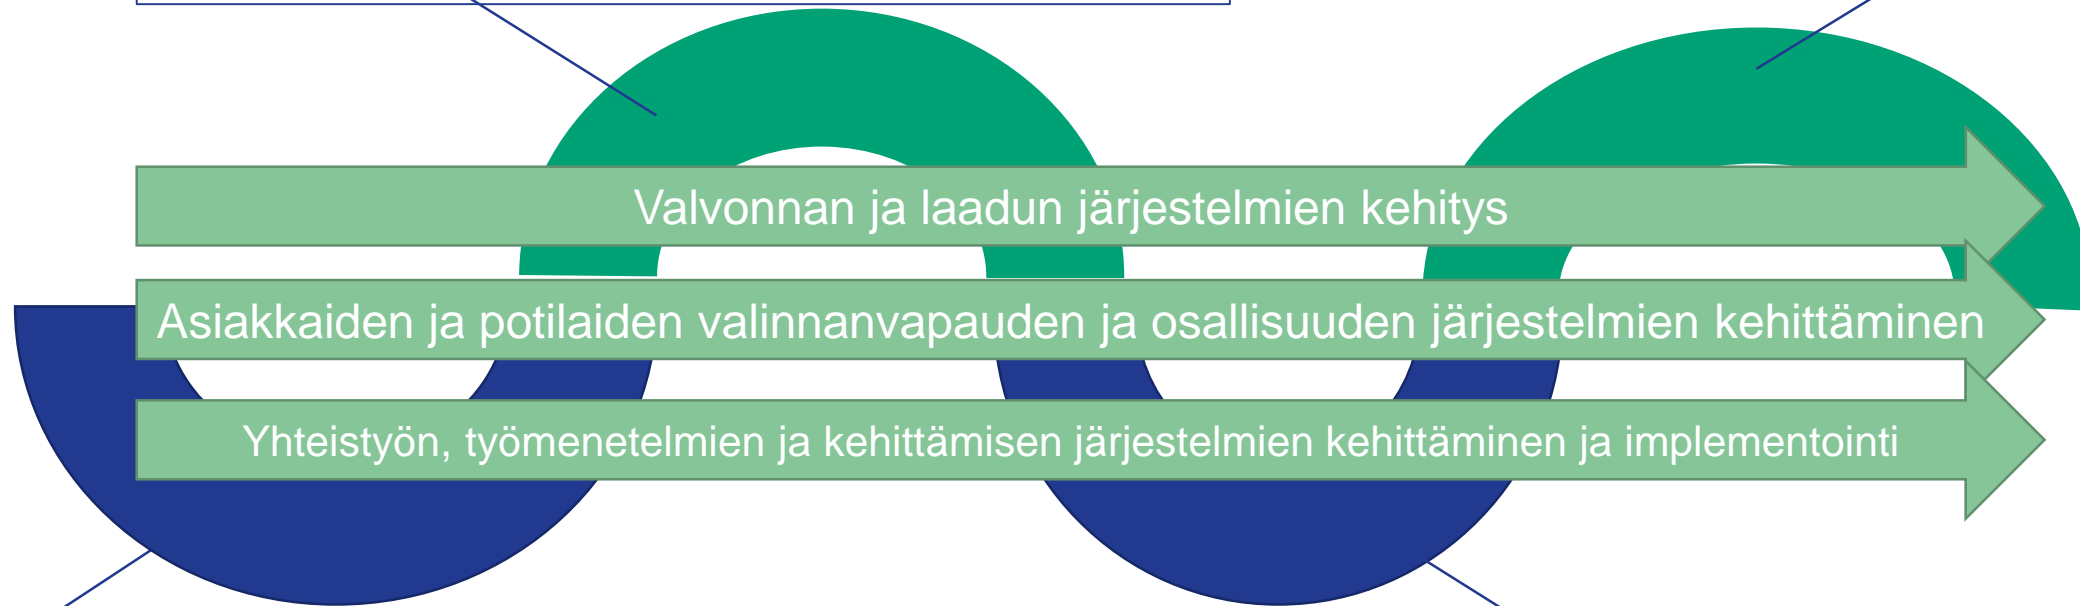 Valvonnan ja laadun järjestelmien kehitys
Asiakkaiden ja potilaiden valinnanvapauden ja osallisuuden järjestelmien kehittäminen
Yhteistyön, työmenetelmien ja kehittämisen järjestelmien kehittäminen ja implementointi